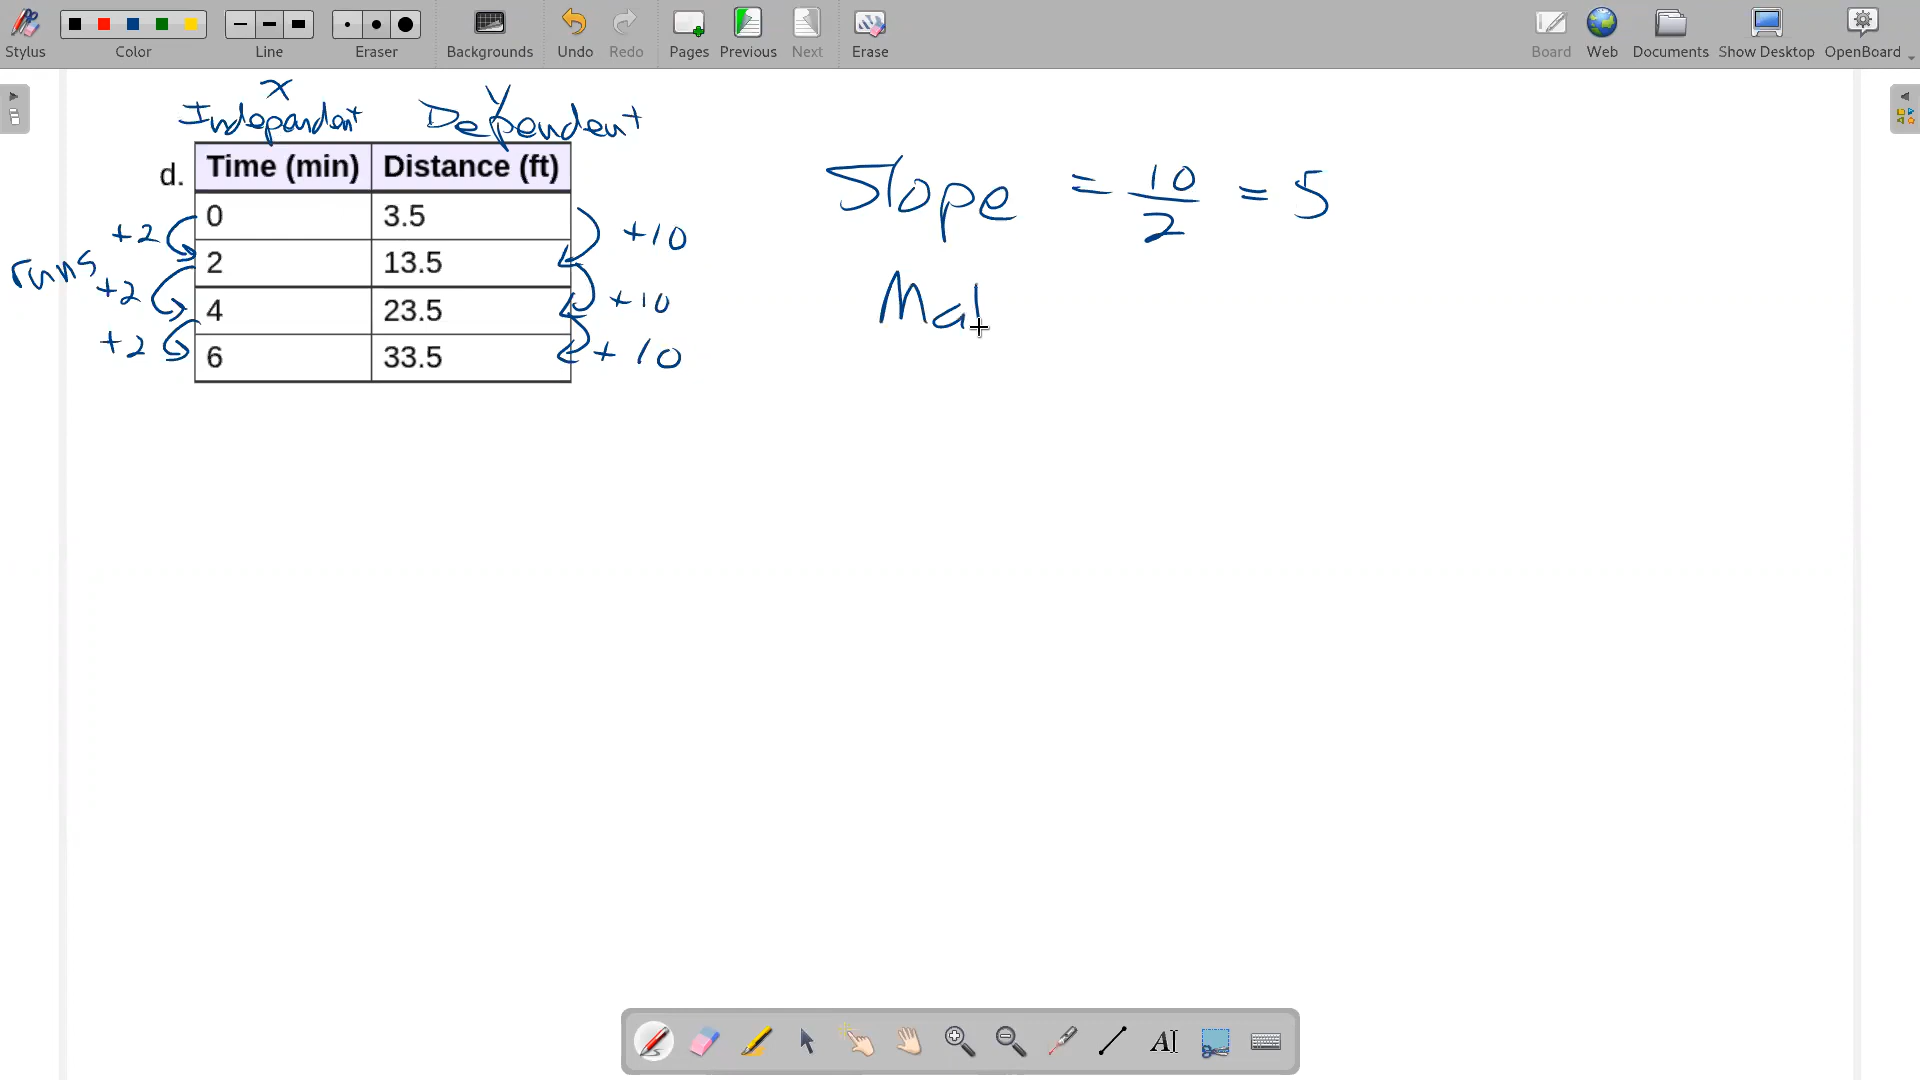 Stylus Color Line Eraser Backgrounds Undo Redo Pages Previous Next Erase Board Web Documents Show Desktop OpenBoard
x y
Independent Dependent
d. Time (min) Distance (ft)
0 3.5
2 13.5
4 23.5
6 33.5
runs
+2
+2
+2
+10
+10
+10
Slope = 10/2 = 5
Mal
AI